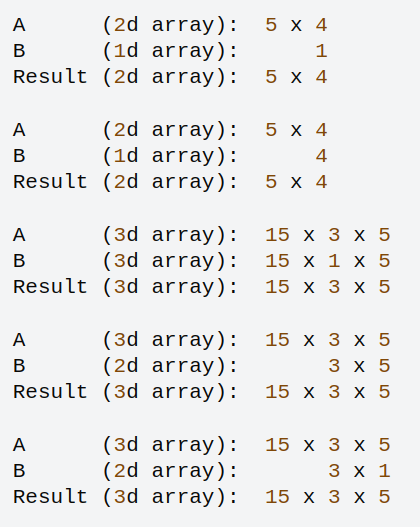 A      (2d array):  5 x 4
B      (1d array):      1
Result (2d array):  5 x 4

A      (2d array):  5 x 4
B      (1d array):      4
Result (2d array):  5 x 4

A      (3d array):  15 x 3 x 5
B      (3d array):  15 x 1 x 5
Result (3d array):  15 x 3 x 5

A      (3d array):  15 x 3 x 5
B      (2d array):       3 x 5
Result (3d array):  15 x 3 x 5

A      (3d array):  15 x 3 x 5
B      (2d array):       3 x 1
Result (3d array):  15 x 3 x 5